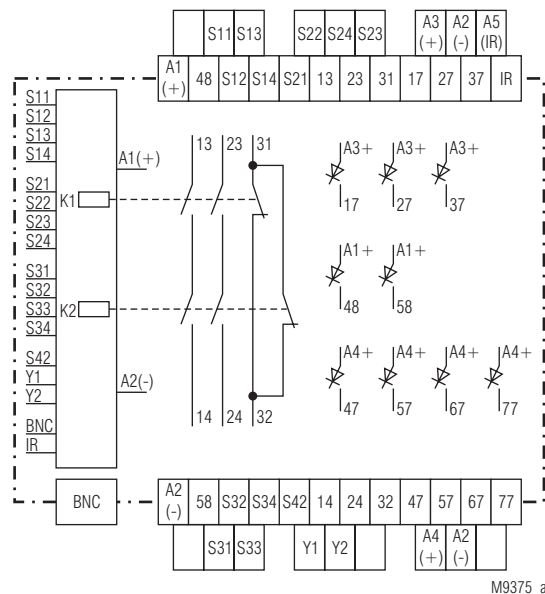 S11 S13 S22 S24 S23 A3 (+) A2 (-) A5 (IR)
A1 (+) 48 S12 S14 S21 13 23 31 17 27 37 IR
S11
S12
S13
S14
A1(+)
S21
S22
K1
S23
S24
S31
S32
K2
S33
S34
S42
Y1
A2(-)
Y2
BNC
IR
13 23 31
14 24 32
A3+ A3+ A3+
17 27 37
A1+ A1+
48 58
A4+ A4+ A4+ A4+
47 57 67 77
BNC
A2 (-) 58 S32 S34 S42 14 24 32 47 57 67 77
S31 S33 Y1 Y2 A4 (+) A2 (-)
M9375_a